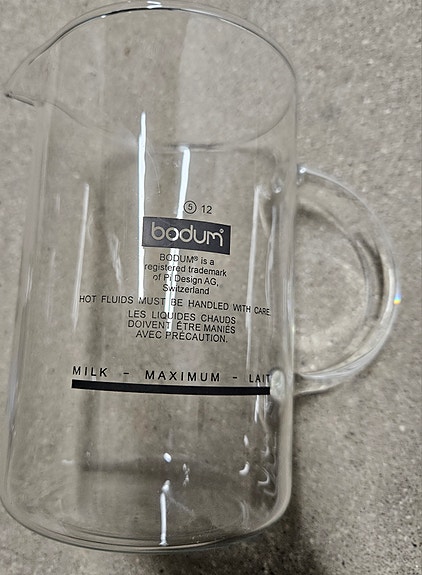 5 12
bodum®
BODUM® is a
registered trademark
of Pi Design AG,
Switzerland
HOT FLUIDS MUST BE HANDLED WITH CARE
LES LIQUIDES CHAUDS
DOIVENT ÊTRE MANIÉS
AVEC PRÉCAUTION.
MILK - MAXIMUM - LAIT